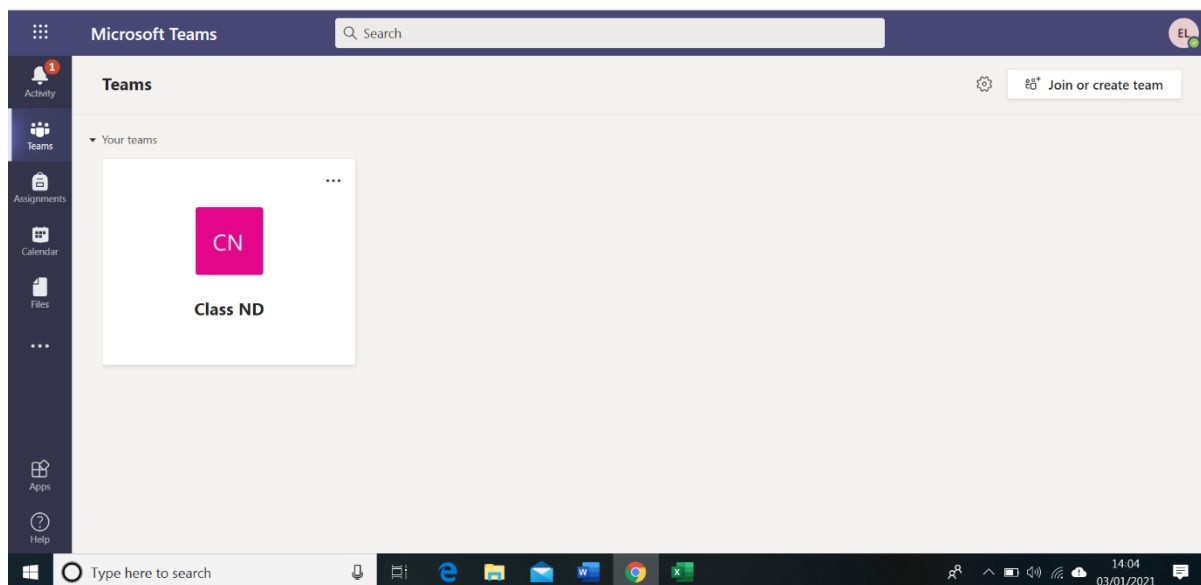 Microsoft Teams
Search
EL
1
Activity
Teams
Assignments
Calendar
Files
Apps
Help
Teams
Join or create team
Your teams
CN
Class ND
Type here to search
14:04
03/01/2021